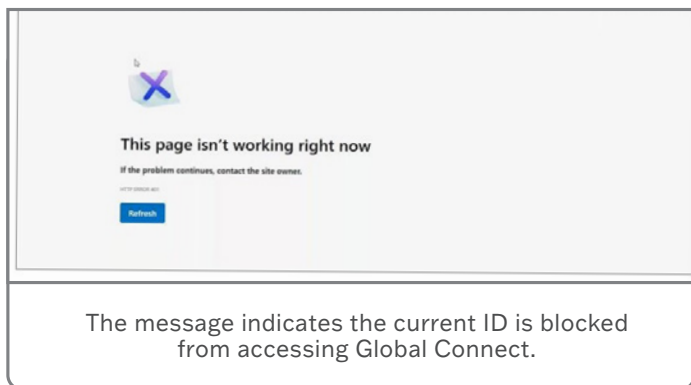 This page isn't working right now
If the problem continues, contact the site owner.
Refresh
The message indicates the current ID is blocked
from accessing Global Connect.